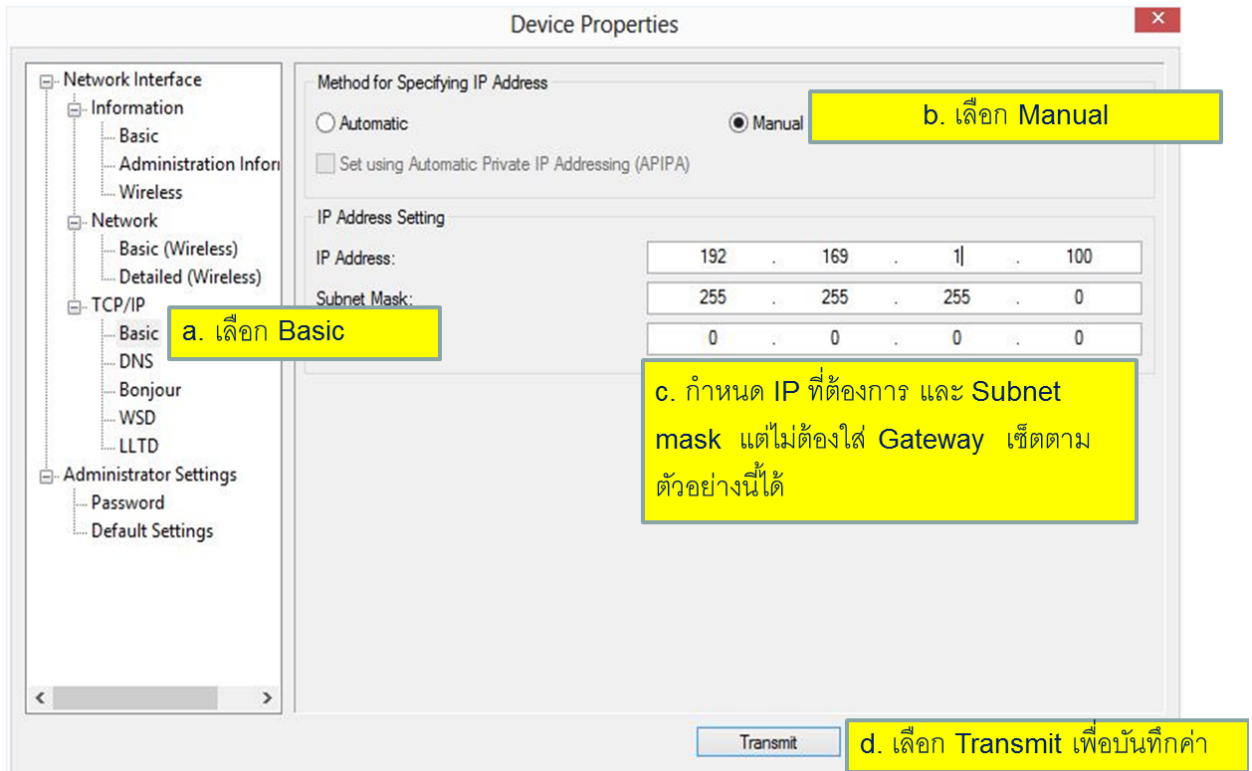 Device Properties
Network Interface
Information
Basic
Administration Infor
Wireless
Network
Basic (Wireless)
Detailed (Wireless)
TCP/IP
Basic
DNS
Bonjour
WSD
LLTD
Administrator Settings
Password
Default Settings
a. เลือก Basic
Method for Specifying IP Address
Automatic
Manual
b. เลือก Manual
Set using Automatic Private IP Addressing (APIPA)
IP Address Setting
IP Address: 192 . 169 . 1 . 100
Subnet Mask: 255 . 255 . 255 . 0
0 . 0 . 0 . 0
c. กำหนด IP ที่ต้องการ และ Subnet
mask แต่ไม่ต้องใส่ Gateway เซ็ตตาม
ตัวอย่างนี้ได้
Transmit
d. เลือก Transmit เพื่อบันทึกค่า